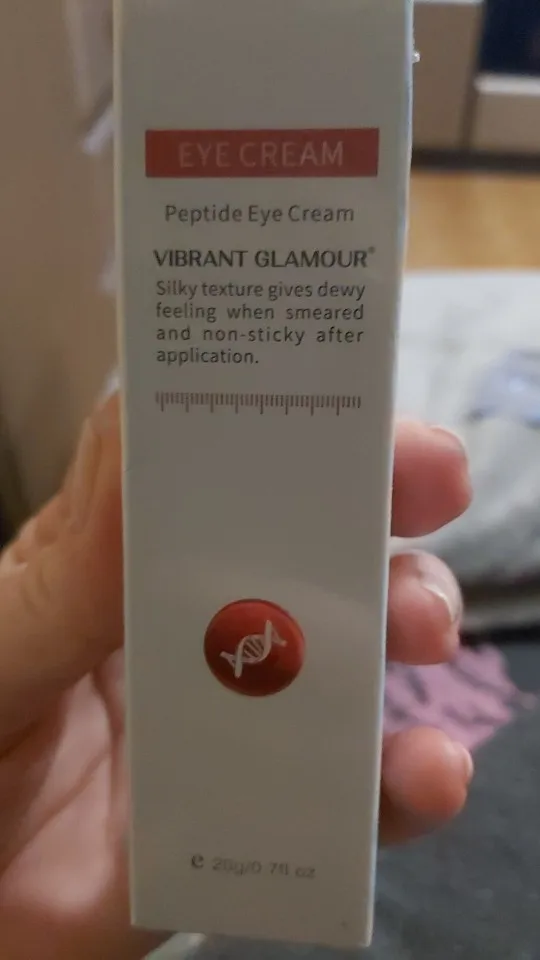 EYE CREAM
Peptide Eye Cream
VIBRANT GLAMOUR®
Silky texture gives dewy
feeling when smeared
and non-sticky after
application.
e 20g/0.7fl oz